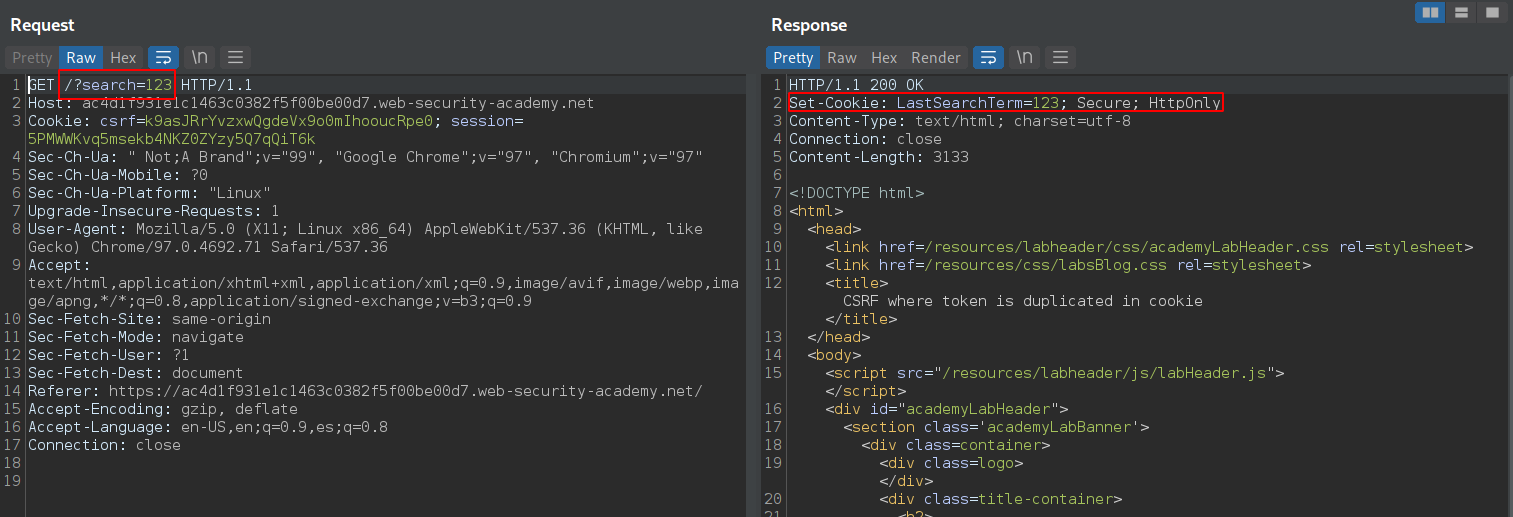 Request
Pretty Raw Hex \n
1 GET /?search=123 HTTP/1.1
2 Host: ac4d1f931e1c1463c0382f5f00be00d7.web-security-academy.net
3 Cookie: csrf=k9asJRrYvzxwQgdeVx9o0mIhooucRpe0; session=
5PMWWKvq5msekb4NKZ0ZYzy5Q7qQiT6k
4 Sec-Ch-Ua: " Not;A Brand";v="99", "Google Chrome";v="97", "Chromium";v="97"
5 Sec-Ch-Ua-Mobile: ?0
6 Sec-Ch-Ua-Platform: "Linux"
7 Upgrade-Insecure-Requests: 1
8 User-Agent: Mozilla/5.0 (X11; Linux x86_64) AppleWebKit/537.36 (KHTML, like
Gecko) Chrome/97.0.4692.71 Safari/537.36
9 Accept:
text/html,application/xhtml+xml,application/xml;q=0.9,image/avif,image/webp,ima
ge/apng,*/*;q=0.8,application/signed-exchange;v=b3;q=0.9
10 Sec-Fetch-Site: same-origin
11 Sec-Fetch-Mode: navigate
12 Sec-Fetch-User: ?1
13 Sec-Fetch-Dest: document
14 Referer: https://ac4d1f931e1c1463c0382f5f00be00d7.web-security-academy.net/
15 Accept-Encoding: gzip, deflate
16 Accept-Language: en-US,en;q=0.9,es;q=0.8
17 Connection: close
18
19
Response
Pretty Raw Hex Render \n
1 HTTP/1.1 200 OK
2 Set-Cookie: LastSearchTerm=123; Secure; HttpOnly
3 Content-Type: text/html; charset=utf-8
4 Connection: close
5 Content-Length: 3133
6
7 <!DOCTYPE html>
8 <html>
9 <head>
10 <link href=/resources/labheader/css/academyLabHeader.css rel=stylesheet>
11 <link href=/resources/css/labsBlog.css rel=stylesheet>
12 <title>
CSRF where token is duplicated in cookie
</title>
13 </head>
14 <body>
15 <script src="/resources/labheader/js/labHeader.js">
</script>
16 <div id="academyLabHeader">
17 <section class='academyLabBanner'>
18 <div class=container>
19 <div class=logo>
</div>
20 <div class=title-container>
21 <h2>